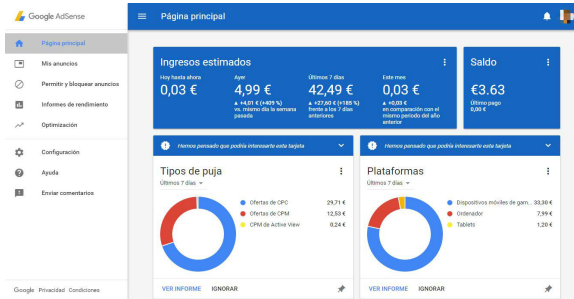 Google AdSense
Página principal
Página principal
Mis anuncios
Permitir y bloquear anuncios
Informes de rendimiento
Optimización
Configuración
Ayuda
Enviar comentarios
Google Privacidad Condiciones
Ingresos estimados
Hoy hasta ahora
0,03 €
Ayer
4,99 €
▲ +4,01 € (+409 %)
vs. mismo día la semana
pasada
Últimos 7 días
42,49 €
▲ +27,60 € (+185 %)
frente a los 7 días
anteriores
Este mes
0,03 €
▲ +0,03 €
en comparación con el
mismo periodo del año
anterior
Saldo
€3.63
Último pago
0,00 €
Hemos pensado que podría interesarte esta tarjeta
Tipos de puja
Últimos 7 días
Ofertas de CPC 29,71 €
Ofertas de CPM 12,53 €
CPM de Active View 0,24 €
VER INFORME IGNORAR
Hemos pensado que podría interesarte esta tarjeta
Plataformas
Últimos 7 días
Dispositivos móviles de gam... 33,30 €
Ordenador 7,99 €
Tablets 1,20 €
VER INFORME IGNORAR